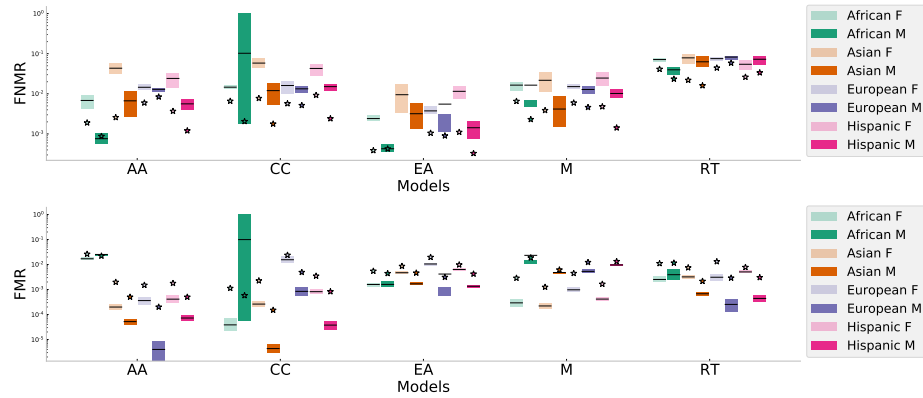 10⁰
10⁻¹
10⁻²
10⁻³
FNMR
AA CC EA M RT
Models
African F
African M
Asian F
Asian M
European F
European M
Hispanic F
Hispanic M
10⁰
10⁻¹
10⁻²
10⁻³
10⁻⁴
10⁻⁵
FMR
AA CC EA M RT
Models
African F
African M
Asian F
Asian M
European F
European M
Hispanic F
Hispanic M